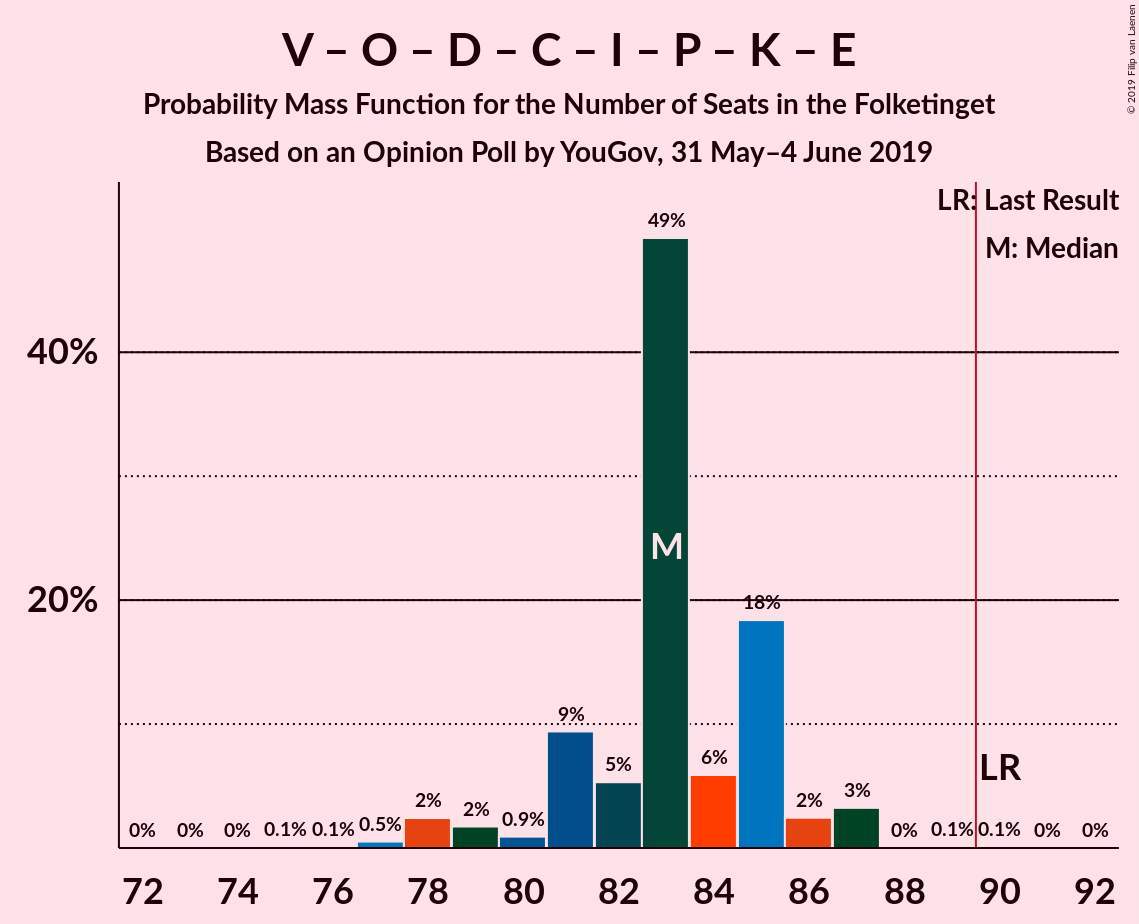 V – O – D – C – I – P – K – E
Probability Mass Function for the Number of Seats in the Folketinget
Based on an Opinion Poll by YouGov, 31 May–4 June 2019
© 2019 Filip van Laenen
LR: Last Result
M: Median
49%
40%
M
20%
18%
9%
5%
6%
LR
2%
2%
0.9%
2%
3%
0% 0% 0% 0.1% 0.1% 0.5% 0% 0.1% 0.1% 0% 0%
72 74 76 78 80 82 84 86 88 90 92